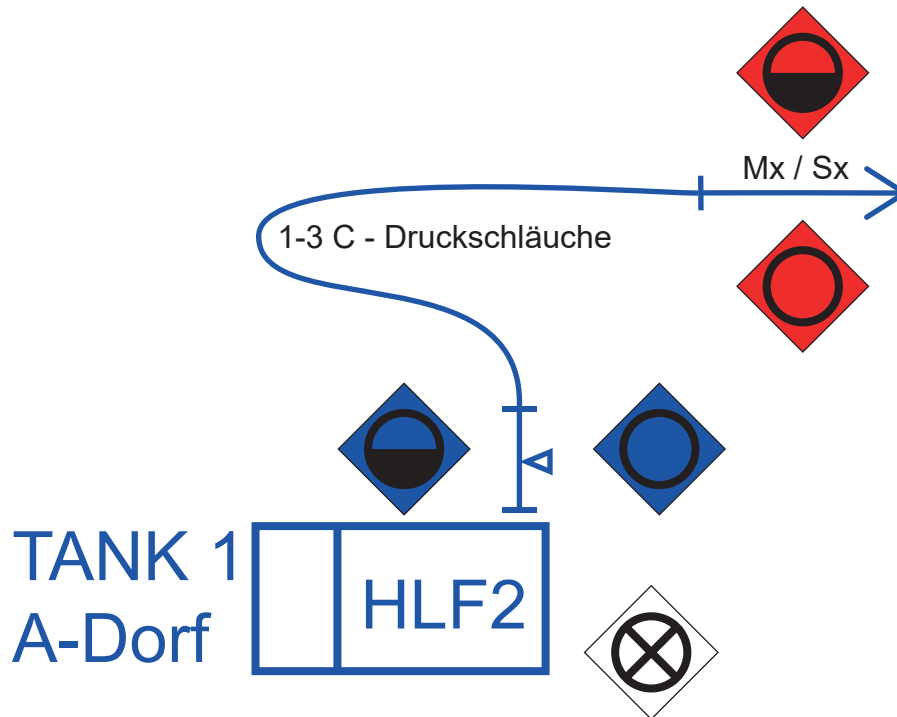 Mx / Sx
1-3 C - Druckschläuche
TANK 1
A-Dorf
HLF2